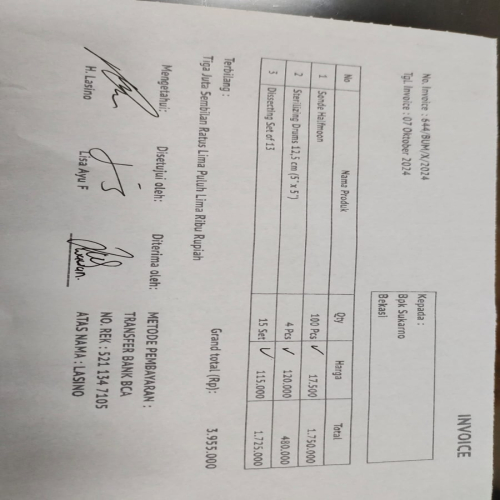 INVOICE
No. Invoice : 644/BUM/X/2024
Tgl. Invoice : 07 Oktober 2024
Kepada :
Bpk Sukarno
Bekasi
No Nama Produk Qty Harga Total
1 Sonde Halfmoon 100 Pcs 17.500 1.750.000
2 Sterilizing Drums 12,5 cm (5" x 5") 4 Pcs 120.000 480.000
3 Dissecting Set of 13 15 Set 115.000 1.725.000
Grand total (Rp): 3.955.000
Terbilang :
Tiga Juta Sembilan Ratus Lima Puluh Lima Ribu Rupiah
Mengetahui: Disetujui oleh: Diterima oleh:
H. Lasino Lisa Ayu F
METODE PEMBAYARAN :
TRANSFER BANK BCA
NO. REK : 521 134 7105
ATAS NAMA : LASINO